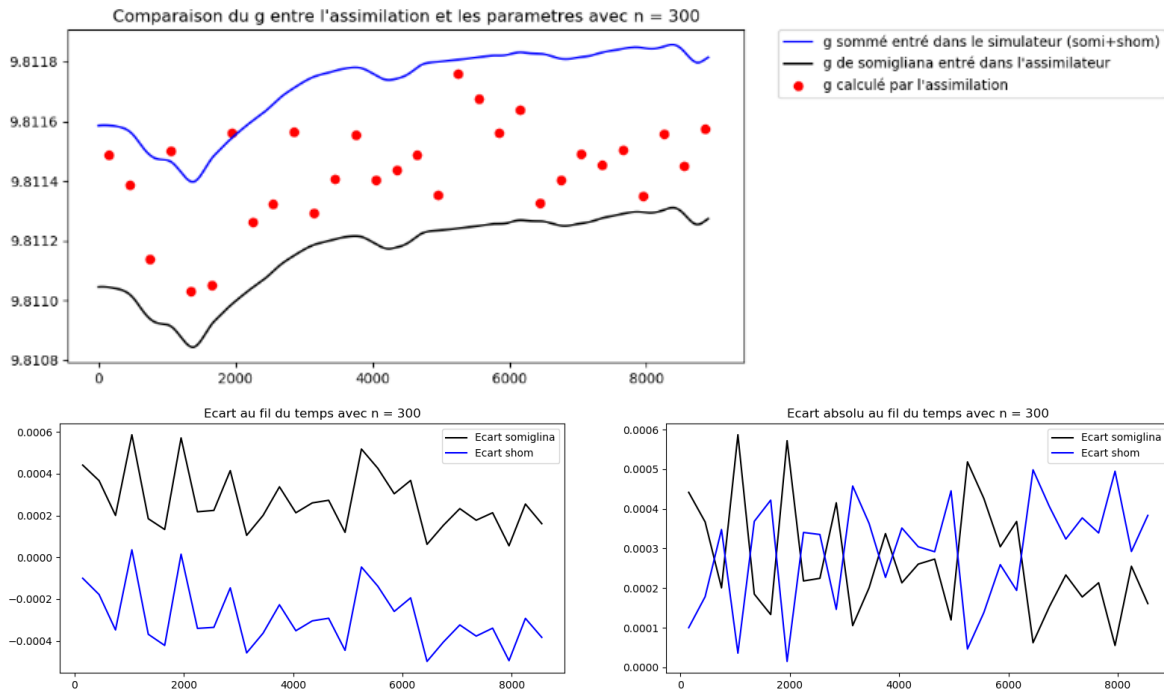 Comparaison du g entre l'assimilation et les parametres avec n = 300
g sommé entré dans le simulateur (somi+shom)
g de somigliana entré dans l'assimilateur
g calculé par l'assimilation
9.8118
9.8116
9.8114
9.8112
9.8110
9.8108
0 2000 4000 6000 8000
Ecart au fil du temps avec n = 300
Ecart somiglina
Ecart shom
0.0006
0.0004
0.0002
0.0000
−0.0002
−0.0004
0 2000 4000 6000 8000
Ecart absolu au fil du temps avec n = 300
Ecart somiglina
Ecart shom
0.0006
0.0005
0.0004
0.0003
0.0002
0.0001
0.0000
0 2000 4000 6000 8000